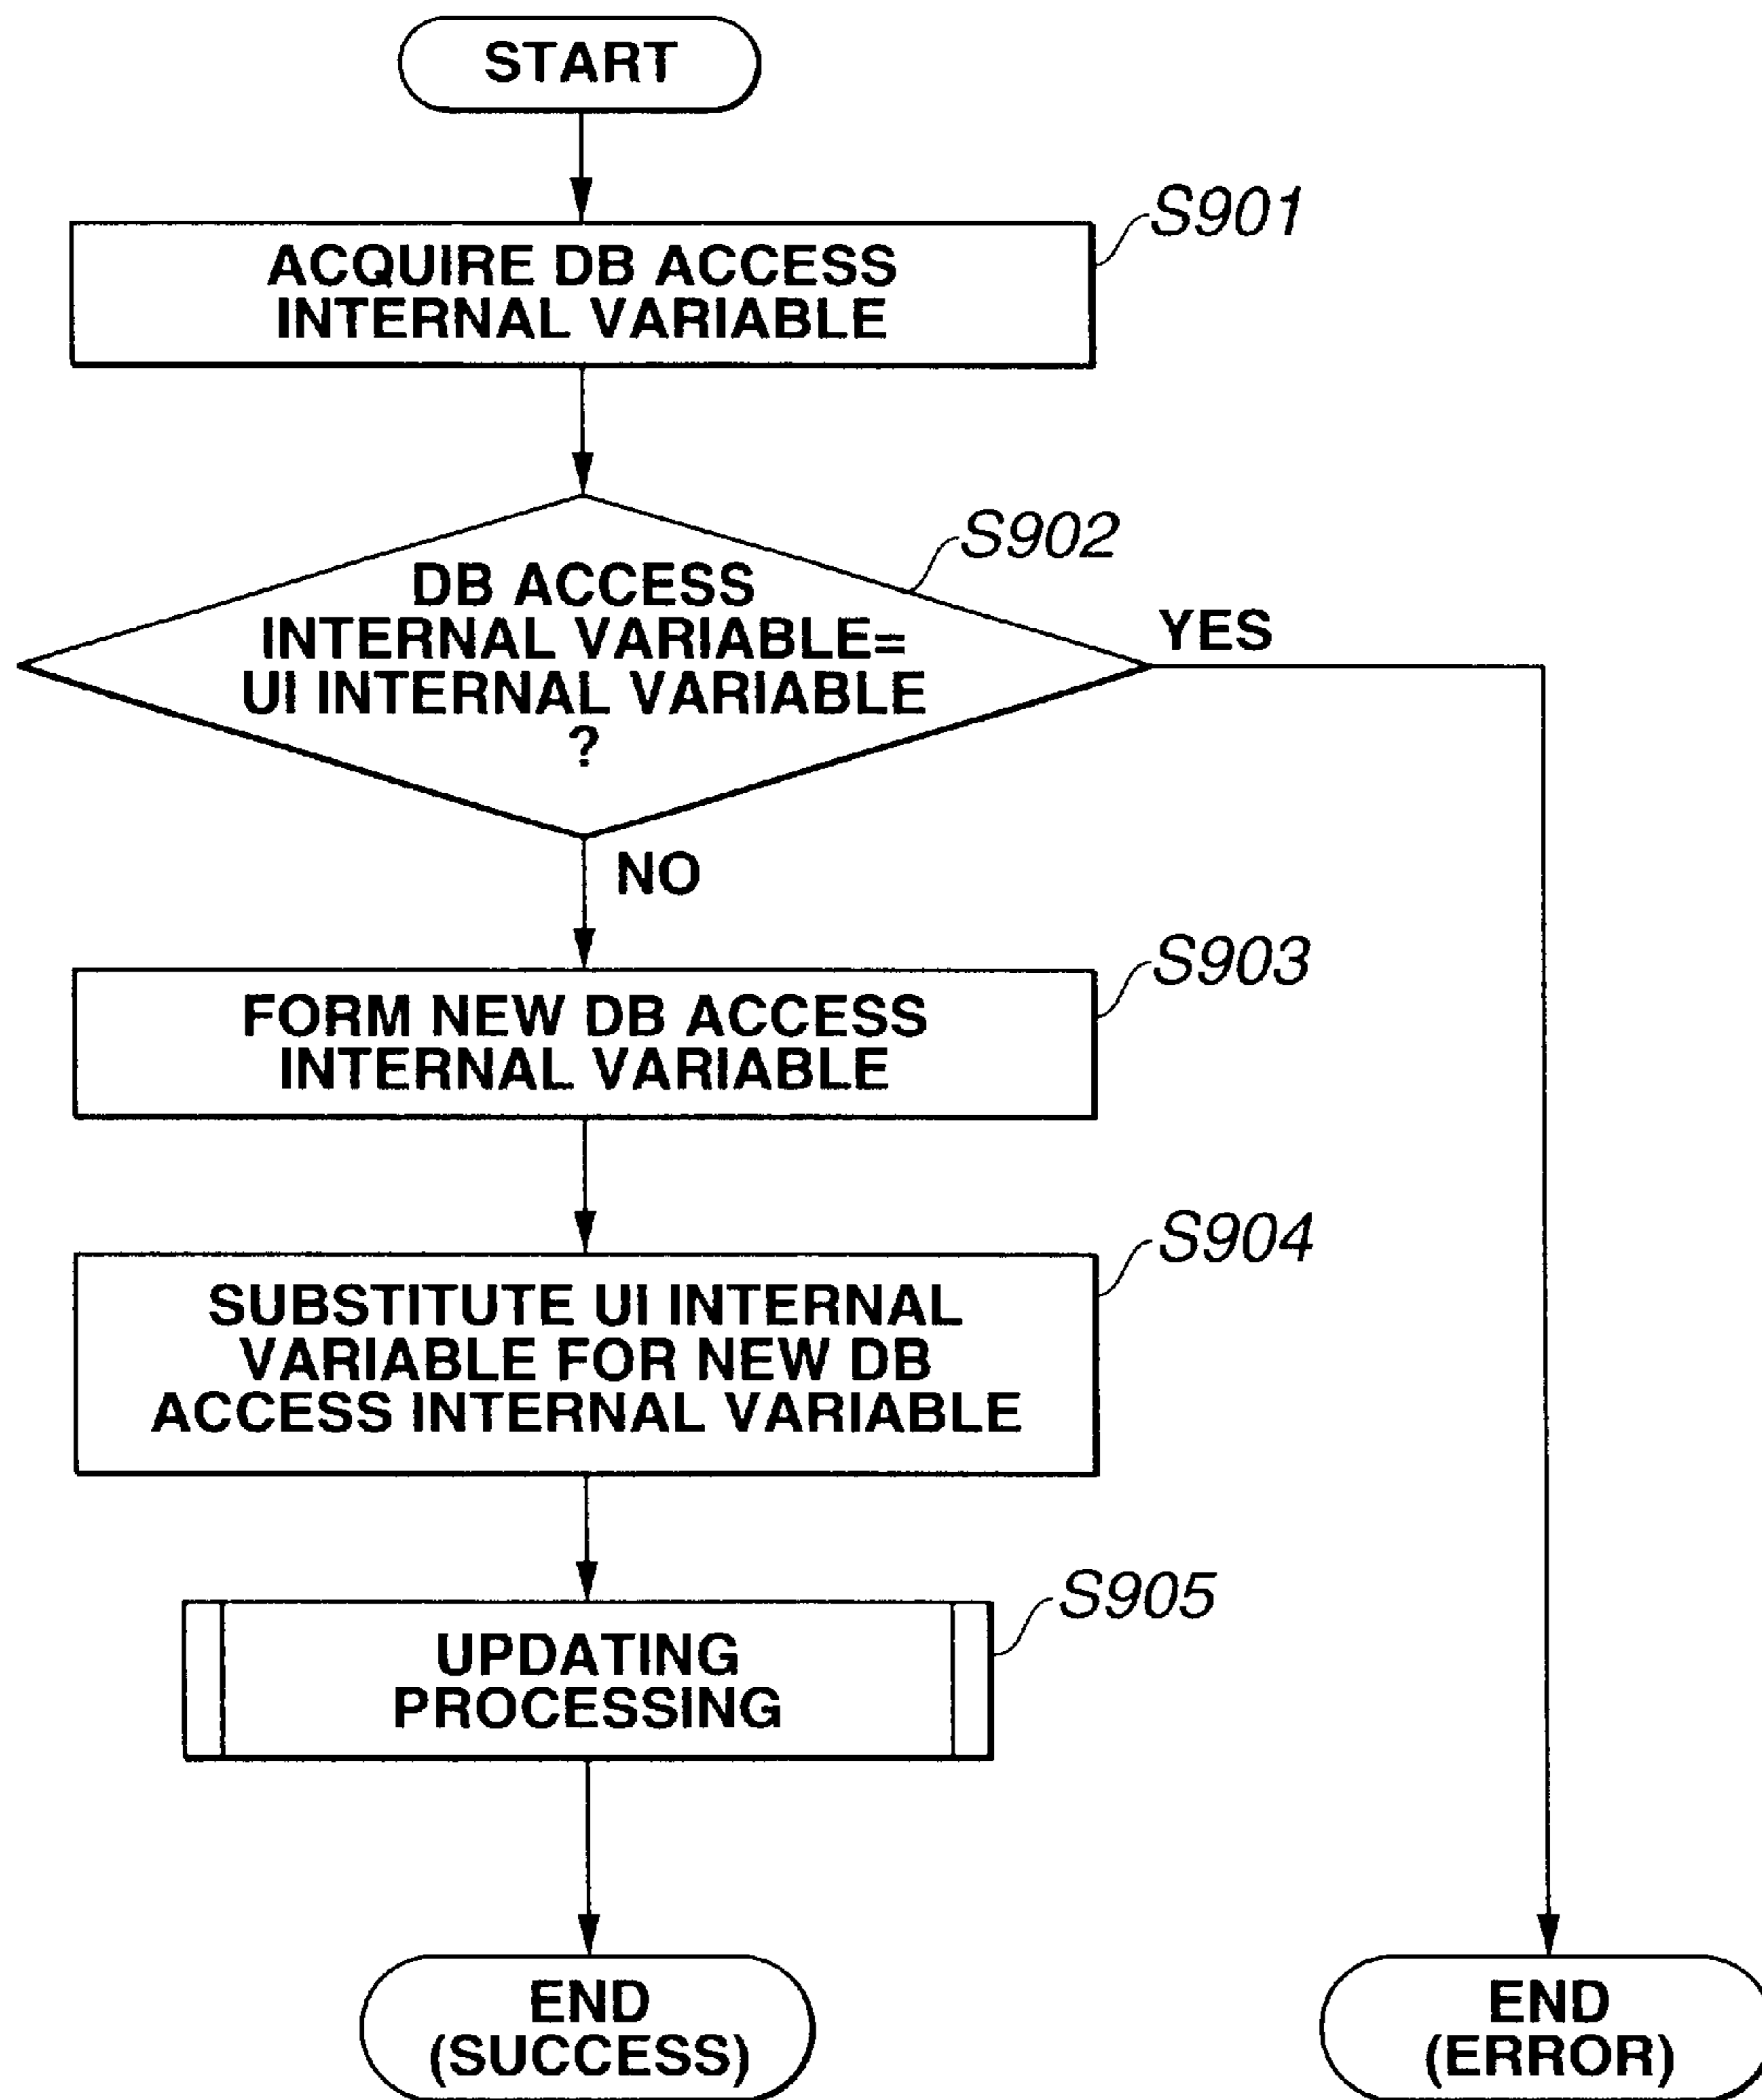 START
S901
ACQUIRE DB ACCESS
INTERNAL VARIABLE
S902
DB ACCESS
INTERNAL VARIABLE=
UI INTERNAL VARIABLE
?
YES
NO
S903
FORM NEW DB ACCESS
INTERNAL VARIABLE
S904
SUBSTITUTE UI INTERNAL
VARIABLE FOR NEW DB
ACCESS INTERNAL VARIABLE
S905
UPDATING
PROCESSING
END
(SUCCESS)
END
(ERROR)